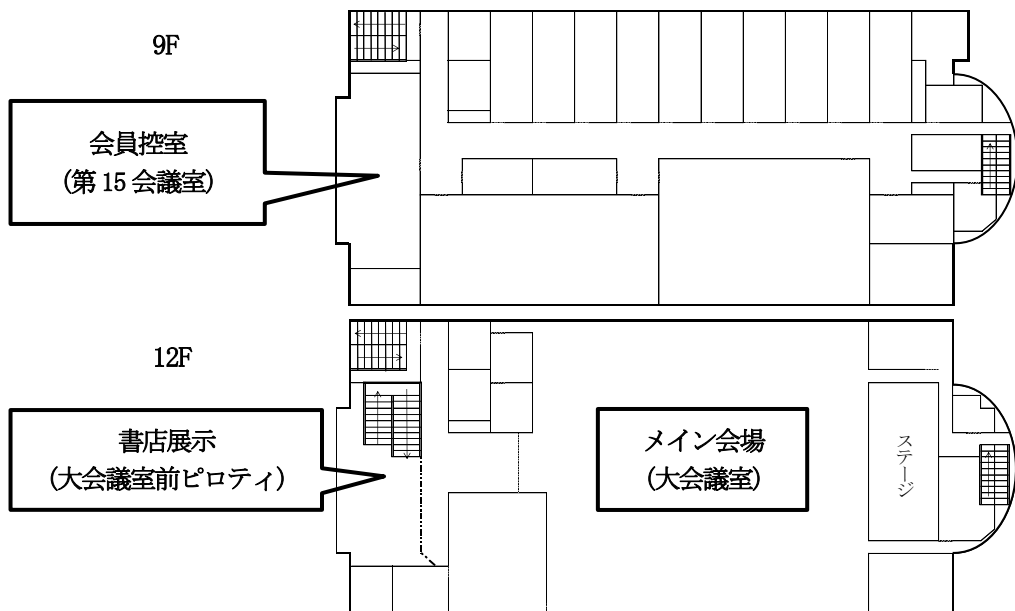 9F
会員控室
(第 15 会議室)
12F
書店展示
(大会議室前ピロティ)
メイン会場
(大会議室)
ステージ